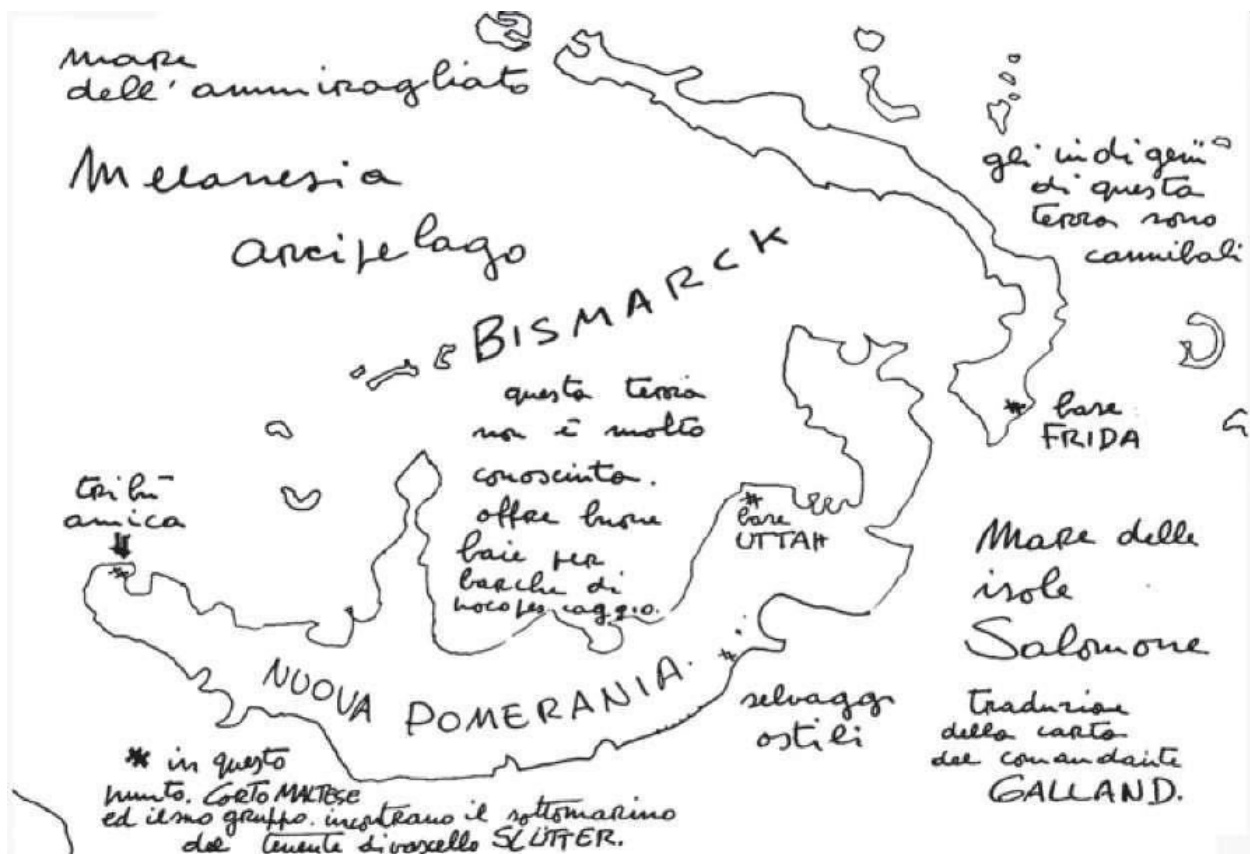 mare
dell'ammiragliato
Melanesia
arcipelago
BISMARCK
gli indigeni
di questa
terra sono
cannibali
questa terra
non è molto
conosciuta.
offre buone
baie per
barche di
poco pescaggio.
base
FRIDA
tribù
amica
base
UTTAH
Mare delle
isole
Salomone
NUOVA POMERANIA.
selvaggi
ostili
traduzione
della carta
del comandante
GALLAND.
* in questo
punto. CORTO MALTESE
ed il suo gruppo. incontrano il sottomarino
del tenente di vascello SLÜTTER.